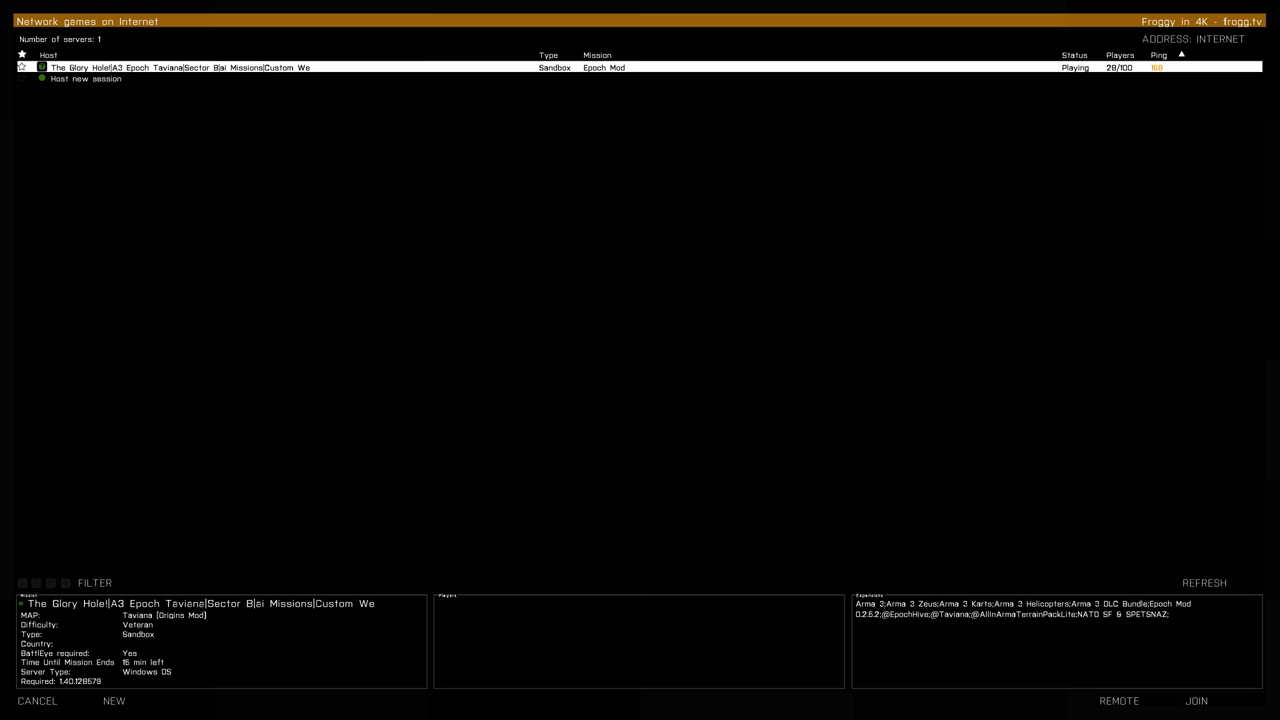 Network games on Internet Froggy in 4K - frogg.tv
Number of servers: 1 ADDRESS: INTERNET
Host Type Mission Status Players Ping
The Glory Hole!|A3 Epoch Taviana|Sector B|ai Missions|Custom We Sandbox Epoch Mod Playing 28/100 168
Host new session
FILTER REFRESH
Mission Players Expansions
The Glory Hole!|A3 Epoch Taviana|Sector B|ai Missions|Custom We
MAP: Taviana (Origins Mod)
Difficulty: Veteran
Type: Sandbox
Country:
BattlEye required: Yes
Time Until Mission Ends 15 min left
Server Type: Windows OS
Required: 1.40.128579
Arma 3;Arma 3 Zeus;Arma 3 Karts;Arma 3 Helicopters;Arma 3 DLC Bundle;Epoch Mod
0.2.5.2;@EpochHive;@Taviana;@AllInArmaTerrainPackLite;NATO SF & SPETSNAZ;
CANCEL NEW REMOTE JOIN